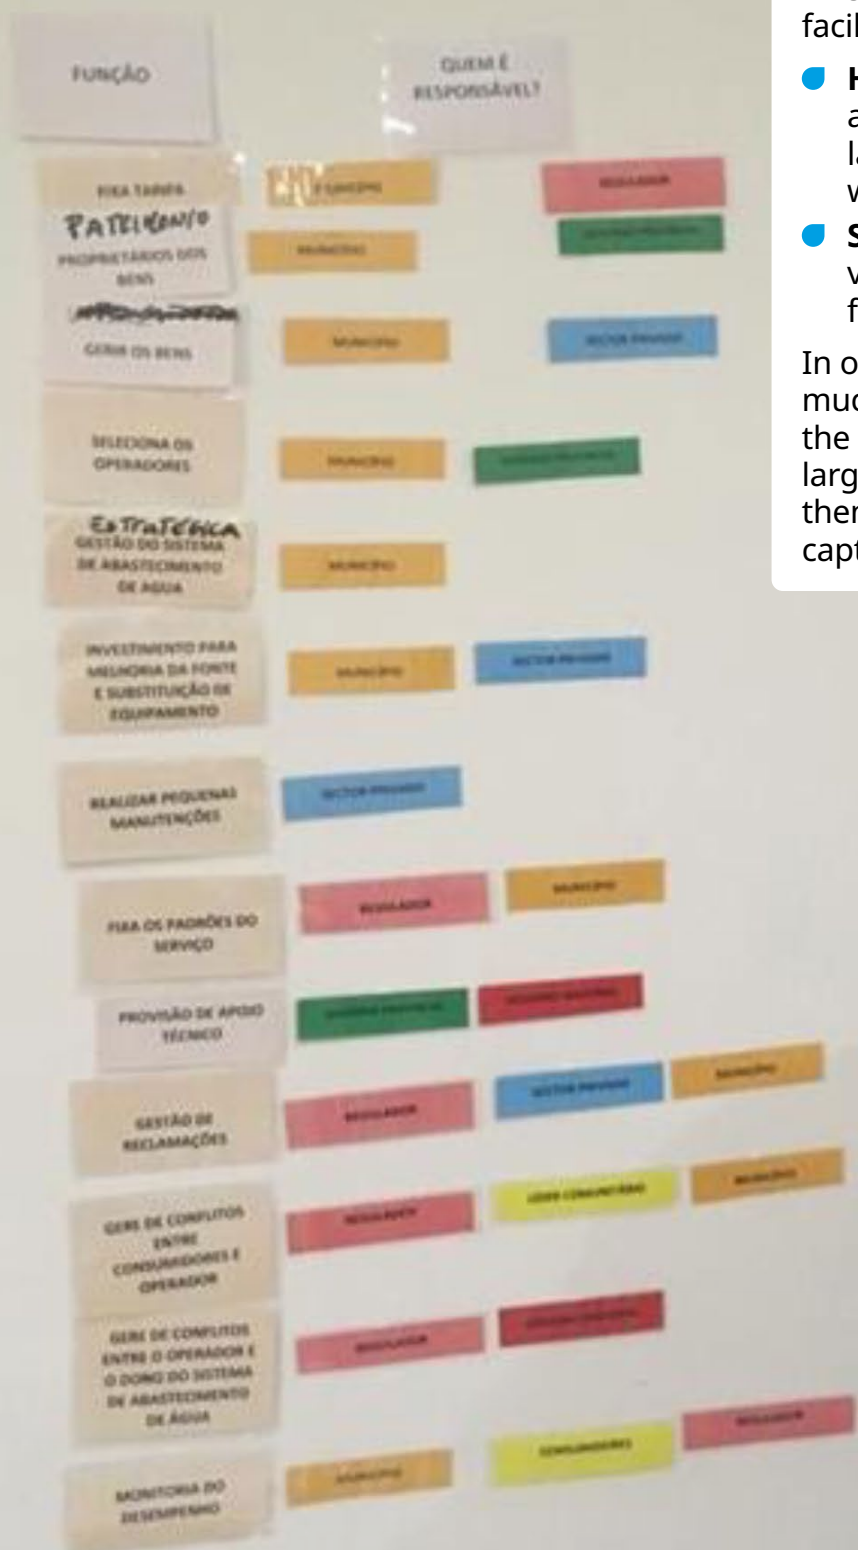 facil
FUNÇÃO
QUEM É
RESPONSÁVEL?
H
a
la
w
S
v
f
In o
muc
the
larg
ther
capt
FIXA TARIFA
REGULADOR
PATRIMONIO
PROPRIETÁRIOS DOS
BENS
MUNICÍPIO
GERIR OS BENS
MUNICÍPIO
SECTOR PRIVADO
SELECIONA OS
OPERADORES
MUNICÍPIO
ESTRATÉGICA
GESTÃO DO SISTEMA
DE ABASTECIMENTO
DE AGUA
MUNICÍPIO
INVESTIMENTO PARA
MELHORIA DA FONTE
E SUBSTITUIÇÃO DE
EQUIPAMENTO
MUNICÍPIO
SECTOR PRIVADO
REALIZAR PEQUENAS
MANUTENÇÕES
SECTOR PRIVADO
FIXA OS PADRÕES DO
SERVIÇO
REGULADOR
MUNICÍPIO
PROVISÃO DE APOIO
TÉCNICO
GESTÃO DE
RECLAMAÇÕES
REGULADOR
SECTOR PRIVADO
MUNICÍPIO
GERE DE CONFLITOS
ENTRE
CONSUMIDORES E
OPERADOR
REGULADOR
LÍDER COMUNITÁRIO
MUNICÍPIO
GERE DE CONFLITOS
ENTRE O OPERADOR E
O DONO DO SISTEMA
DE ABASTECIMENTO
DE ÁGUA
REGULADOR
MONITORIA DO
DESEMPENHO
MUNICÍPIO
CONSUMIDORES
REGULADOR